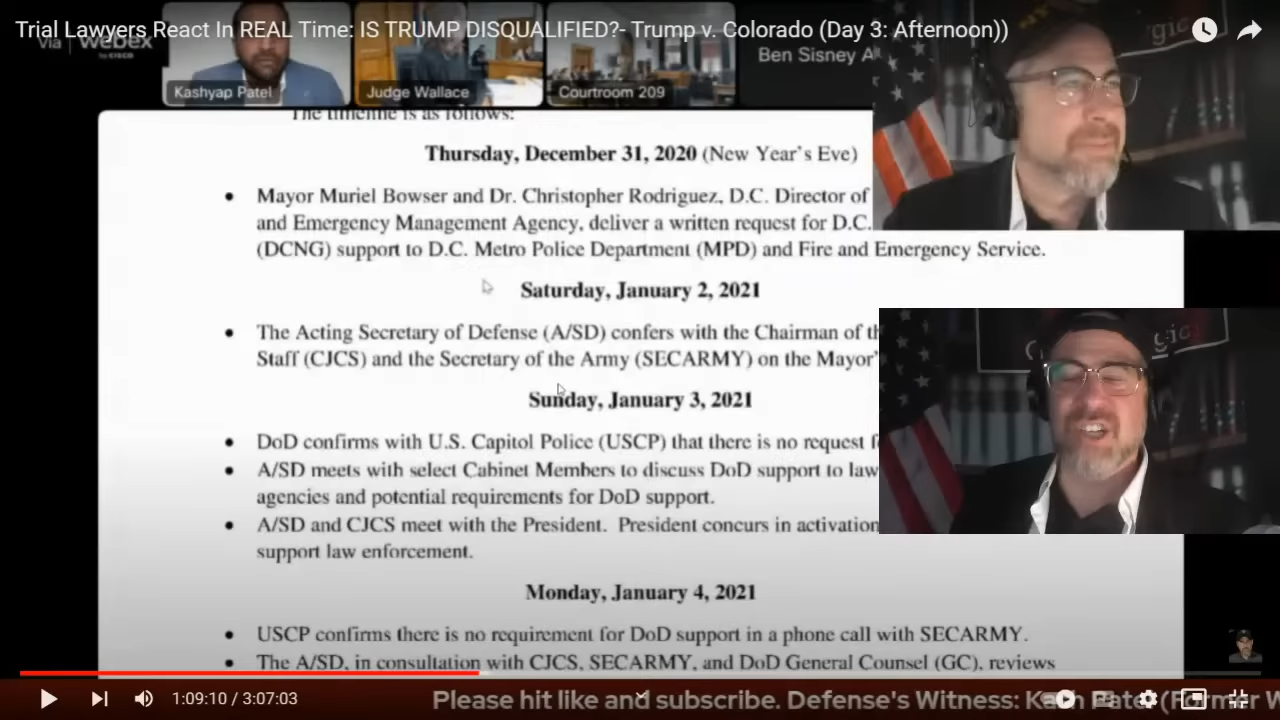 Trial Lawyers React In REAL Time: IS TRUMP DISQUALIFIED?- Trump v. Colorado (Day 3: Afternoon))
via webex
by CISCO
Kashyap Patel
Judge Wallace
Courtroom 209
Ben Sisney
The timeline is as follows:
Thursday, December 31, 2020 (New Year's Eve)
• Mayor Muriel Bowser and Dr. Christopher Rodriguez, D.C. Director of
and Emergency Management Agency, deliver a written request for D.C.
(DCNG) support to D.C. Metro Police Department (MPD) and Fire and Emergency Service.
Saturday, January 2, 2021
• The Acting Secretary of Defense (A/SD) confers with the Chairman of
Staff (CJCS) and the Secretary of the Army (SECARMY) on the Mayor'
Sunday, January 3, 2021
• DoD confirms with U.S. Capitol Police (USCP) that there is no request
• A/SD meets with select Cabinet Members to discuss DoD support to law
agencies and potential requirements for DoD support.
• A/SD and CJCS meet with the President. President concurs in activation
support law enforcement.
Monday, January 4, 2021
• USCP confirms there is no requirement for DoD support in a phone call with SECARMY.
• The A/SD, in consultation with CJCS, SECARMY, and DoD General Counsel (GC), reviews
1:09:10 / 3:07:03
Please hit like and subscribe. Defense's Witness: Kash Patel (Former